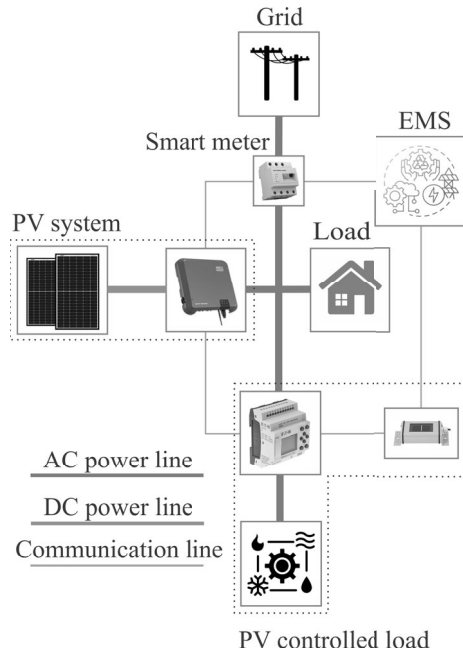 Grid
Smart meter
EMS
PV system
Load
AC power line
DC power line
Communication line
PV controlled load